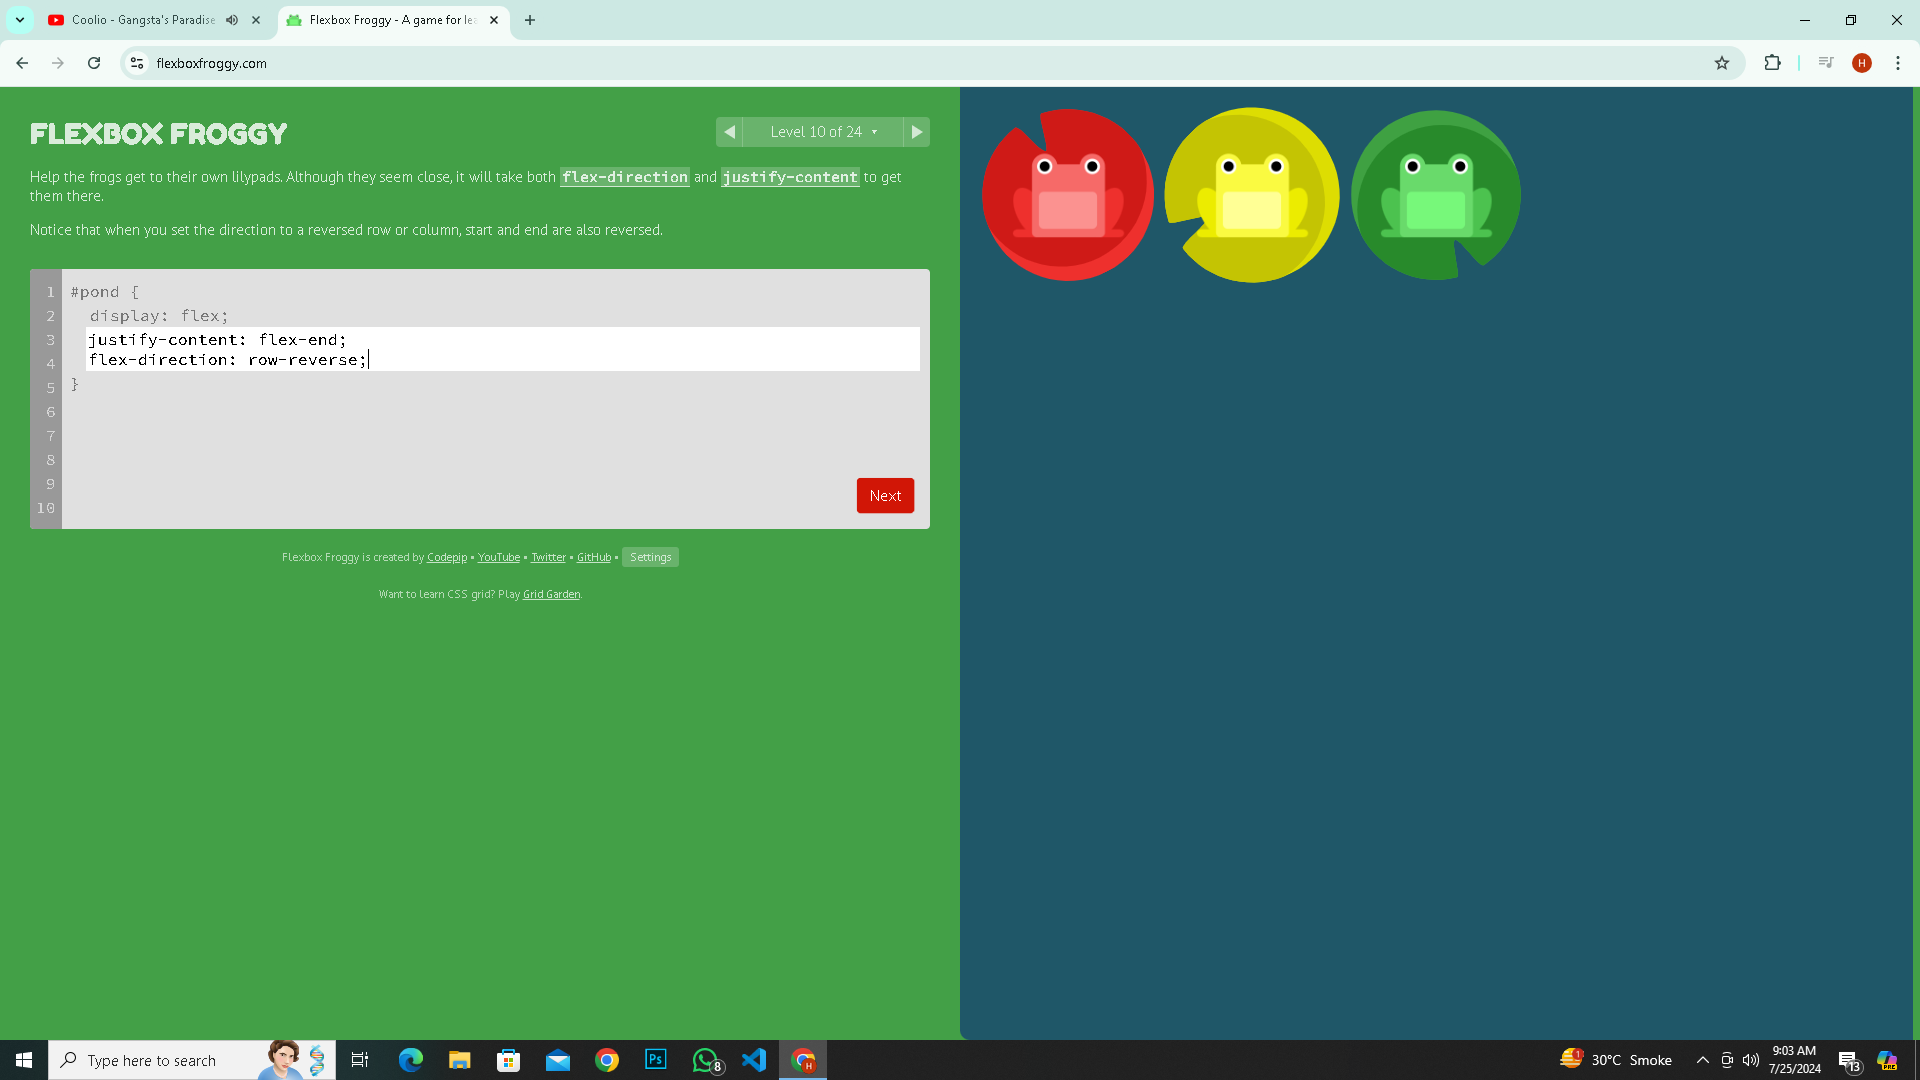 Coolio - Gangsta's Paradise
Flexbox Froggy - A game for lea
flexboxfroggy.com
H
FLEXBOX FROGGY
Level 10 of 24
Help the frogs get to their own lilypads. Although they seem close, it will take both flex-direction and justify-content to get
them there.
Notice that when you set the direction to a reversed row or column, start and end are also reversed.
1 #pond {
2 display: flex;
3 justify-content: flex-end;
4 flex-direction: row-reverse;
5 }
6
7
8
9
10
Next
Flexbox Froggy is created by Codepip • YouTube • Twitter • GitHub • Settings
Want to learn CSS grid? Play Grid Garden.
Type here to search
Ps
8
H
1
30°C Smoke
9:03 AM
7/25/2024
13
PRE